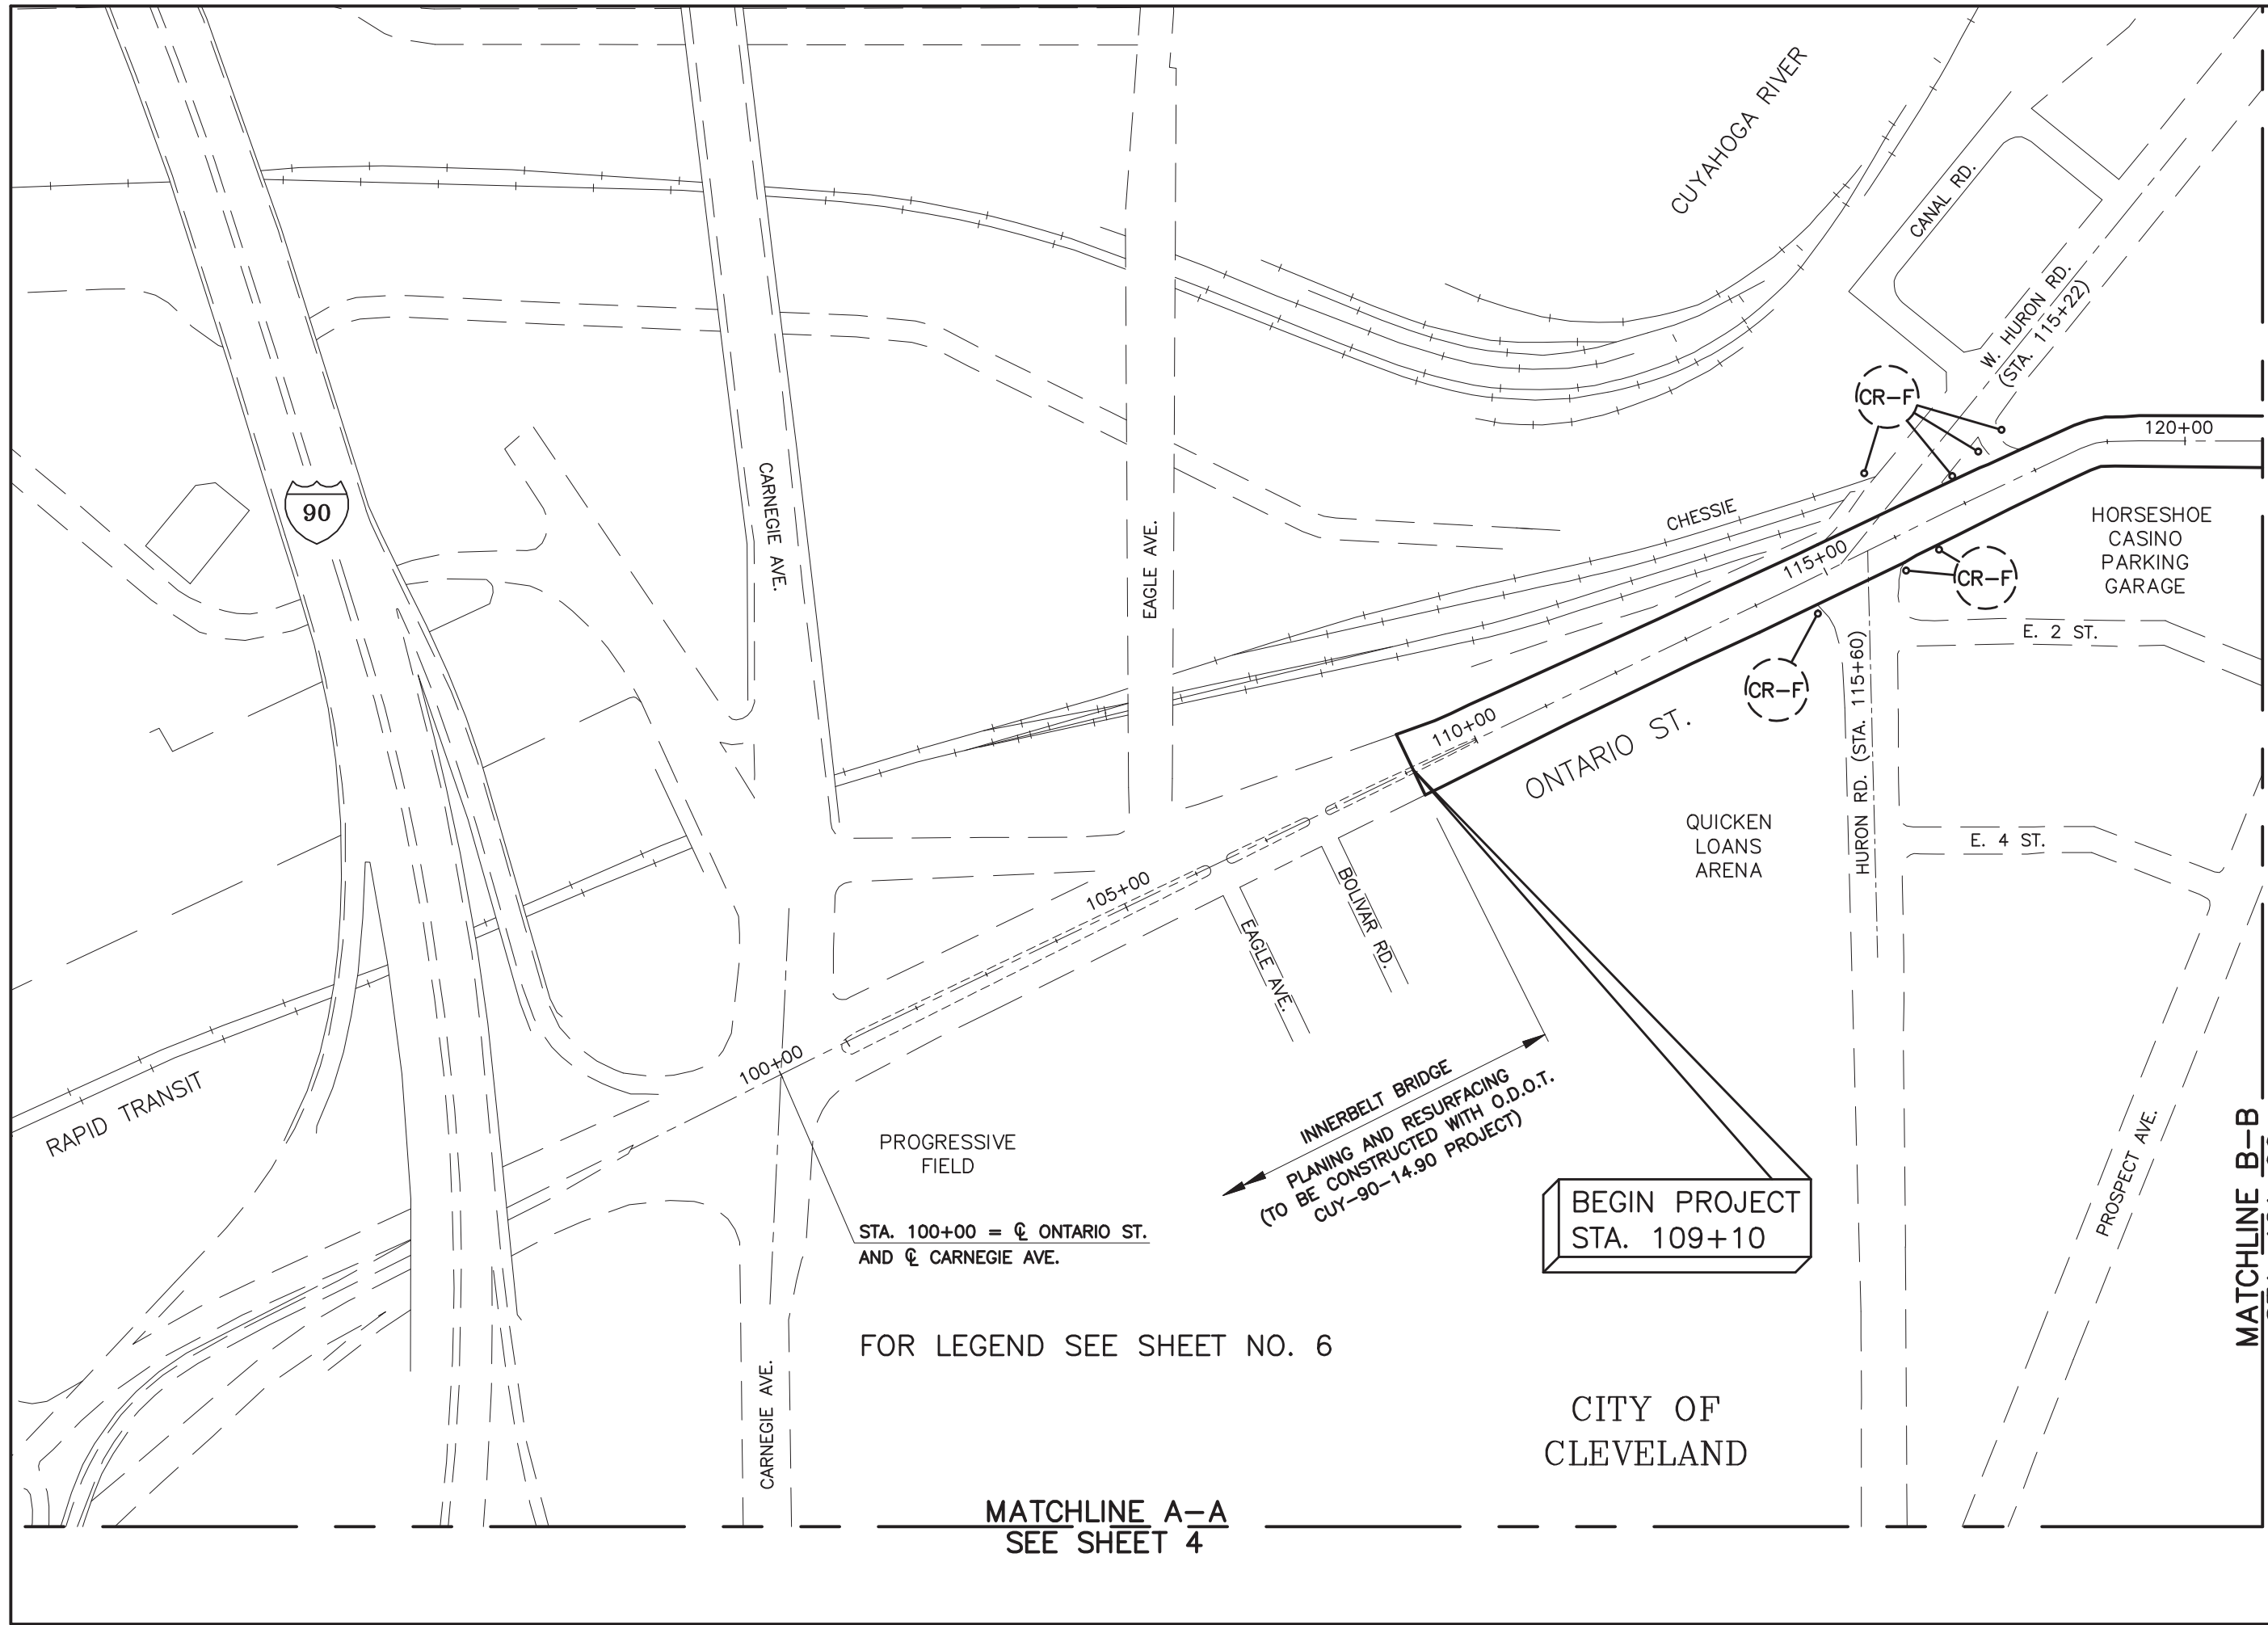 CUYAHOGA RIVER
CANAL RD.
W. HURON RD.
(STA. 115+22)
CR-F
120+00
CARNEGIE AVE.
90
EAGLE AVE.
CHESSIE
115+00
HORSESHOE
CASINO
PARKING
GARAGE
CR-F
E. 2 ST.
CR-F
HURON RD. (STA. 115+60)
110+00
ONTARIO ST.
QUICKEN
LOANS
ARENA
E. 4 ST.
105+00
BOLIVAR RD.
EAGLE AVE.
100+00
RAPID TRANSIT
PROGRESSIVE
FIELD
INNERBELT BRIDGE
PLANING AND RESURFACING
(TO BE CONSTRUCTED WITH O.D.O.T.
CUY-90-14.90 PROJECT)
PROSPECT AVE.
MATCHLINE B-B
BEGIN PROJECT
STA. 109+10
STA. 100+00 = ℄ ONTARIO ST.
AND ℄ CARNEGIE AVE.
FOR LEGEND SEE SHEET NO. 6
CARNEGIE AVE.
CITY OF
CLEVELAND
MATCHLINE A-A
SEE SHEET 4